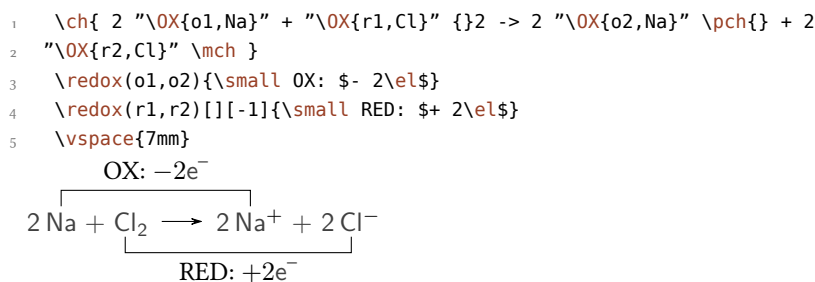 1 \ch{ 2 "\OX{o1,Na}" + "\OX{r1,Cl}" {}2 -> 2 "\OX{o2,Na}" \pch{} + 2
2 "\OX{r2,Cl}" \mch }
3 \redox(o1,o2){\small OX: $- 2\el$}
4 \redox(r1,r2)[][-1]{\small RED: $+ 2\el$}
5 \vspace{7mm}
OX: −2e⁻
2 Na + Cl₂ ⟶ 2 Na⁺ + 2 Cl⁻
RED: +2e⁻